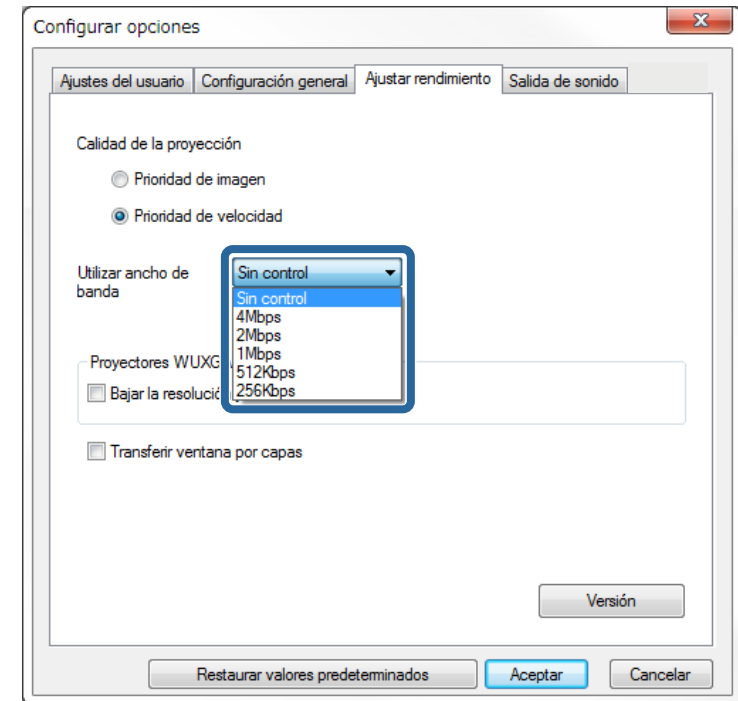 Configurar opciones
Ajustes del usuario
Configuración general
Ajustar rendimiento
Salida de sonido
Calidad de la proyección
Prioridad de imagen
Prioridad de velocidad
Utilizar ancho de
banda
Sin control
Sin control
4Mbps
2Mbps
1Mbps
512Kbps
256Kbps
Proyectores
Bajar la
Transferir ventana por capas
Versión
Restaurar valores predeterminados
Aceptar
Cancelar